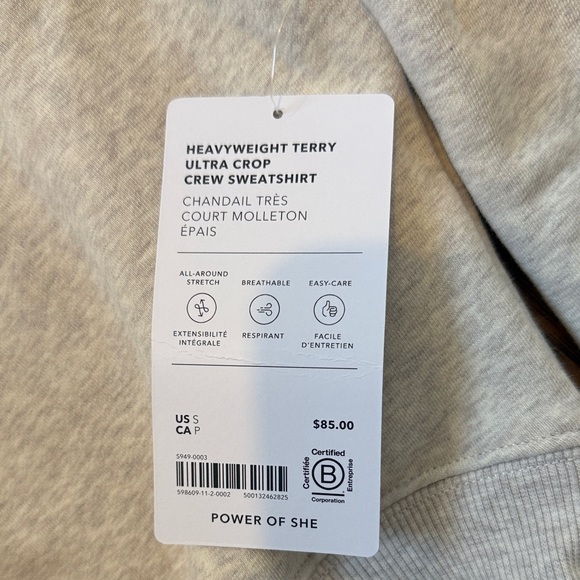 HEAVYWEIGHT TERRY
ULTRA CROP
CREW SWEATSHIRT
CHANDAIL TRÈS
COURT MOLLETON
ÉPAIS
ALL-AROUND
STRETCH
BREATHABLE
EASY-CARE
EXTENSIBILITÉ
INTÉGRALE
RESPIRANT
FACILE
D'ENTRETIEN
US S
CA P
$85.00
S949-0003
598609-11-2-0002 500132462825
Certified
Certifiée
B
Entreprise
Corporation
POWER OF SHE